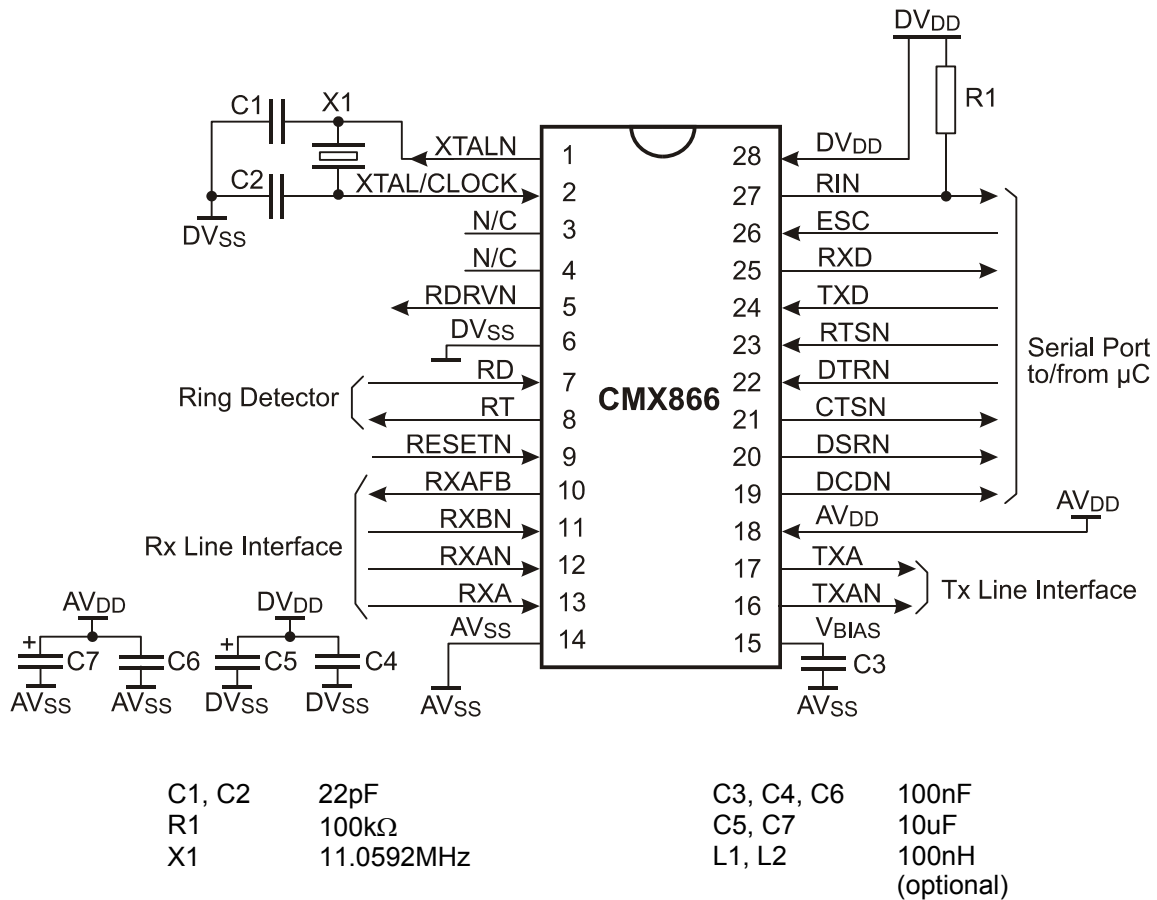 DVDD
R1
C1
X1
C2
DVSS
XTALN
XTAL/CLOCK
N/C
N/C
RDRVN
DVSS
RD
RT
RESETN
RXAFB
RXBN
RXAN
RXA
AVSS
Ring Detector
Rx Line Interface
1
2
3
4
5
6
7
8
9
10
11
12
13
14
CMX866
28
27
26
25
24
23
22
21
20
19
18
17
16
15
DVDD
RIN
ESC
RXD
TXD
RTSN
DTRN
CTSN
DSRN
DCDN
AVDD
TXA
TXAN
VBIAS
Serial Port
to/from µC
AVDD
Tx Line Interface
C3
AVSS
AVDD
+
C7
C6
AVSS
AVSS
DVDD
+
C5
C4
DVSS
DVSS
AVSS
C1, C2 22pF
R1 100kΩ
X1 11.0592MHz
C3, C4, C6 100nF
C5, C7 10uF
L1, L2 100nH
(optional)